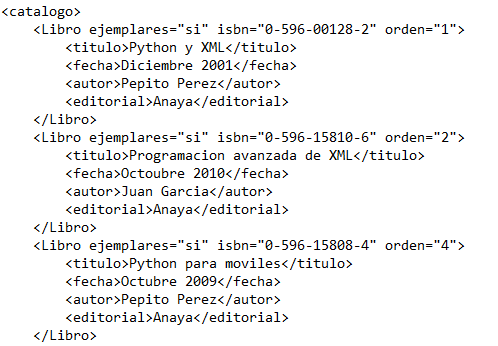 <catalogo>
<Libro ejemplares="si" isbn="0-596-00128-2" orden="1">
<titulo>Python y XML</titulo>
<fecha>Diciembre 2001</fecha>
<autor>Pepito Perez</autor>
<editorial>Anaya</editorial>
</Libro>
<Libro ejemplares="si" isbn="0-596-15810-6" orden="2">
<titulo>Programacion avanzada de XML</titulo>
<fecha>Octoubre 2010</fecha>
<autor>Juan Garcia</autor>
<editorial>Anaya</editorial>
</Libro>
<Libro ejemplares="si" isbn="0-596-15808-4" orden="4">
<titulo>Python para moviles</titulo>
<fecha>Octubre 2009</fecha>
<autor>Pepito Perez</autor>
<editorial>Anaya</editorial>
</Libro>